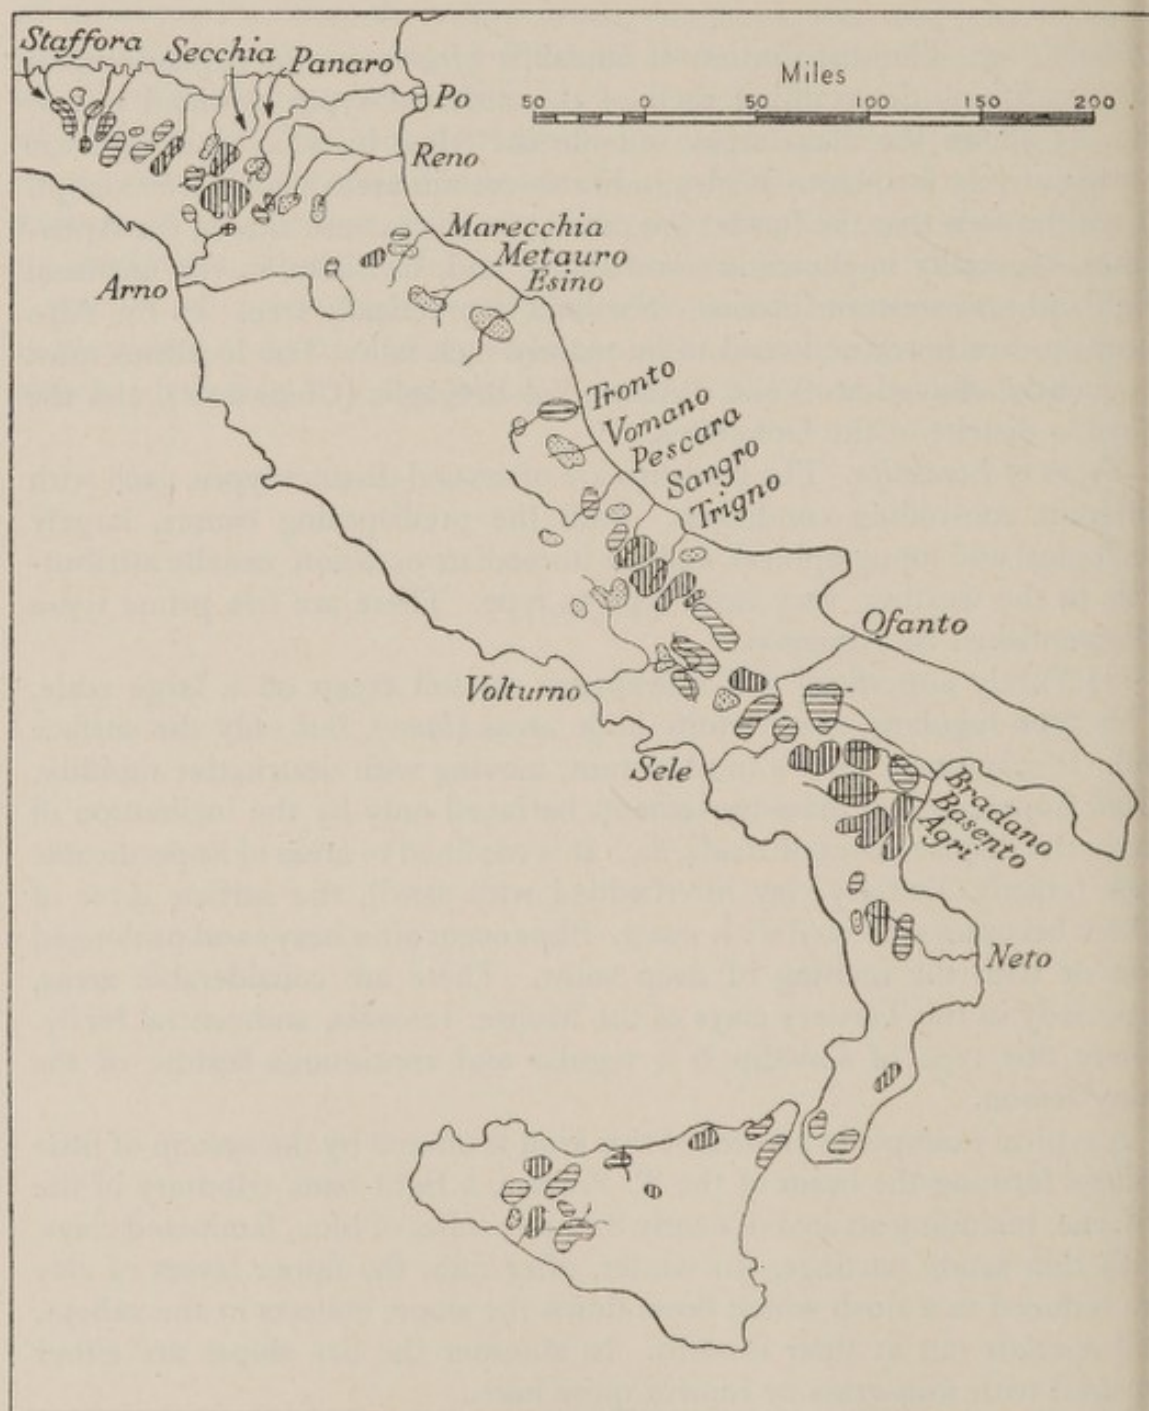 Staffora
Secchia
Panaro
Miles
50 0 50 100 150 200
Po
Reno
Marecchia
Metauro
Esino
Arno
Tronto
Vomano
Pescara
Sangro
Trigno
Ofanto
Volturno
Sele
Bradano
Basento
Agri
Neto